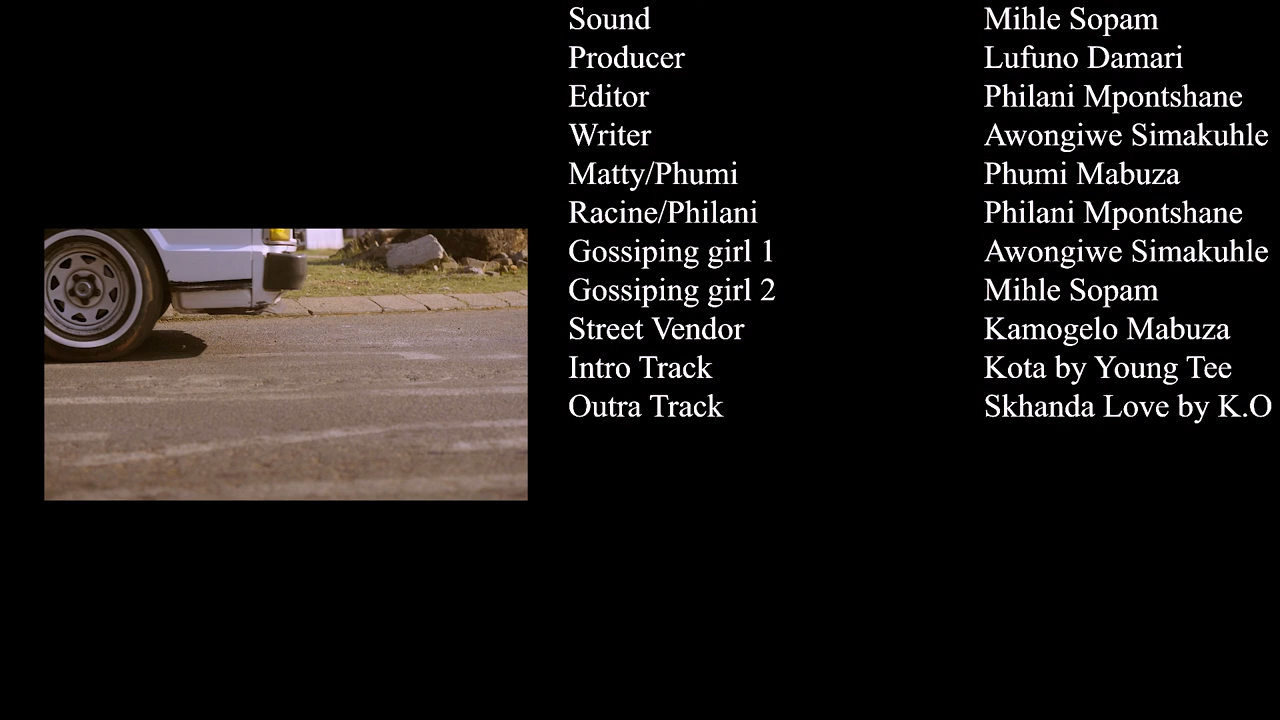 Sound Mihle Sopam
Producer Lufuno Damari
Editor Philani Mpontshane
Writer Awongiwe Simakuhle
Matty/Phumi Phumi Mabuza
Racine/Philani Philani Mpontshane
Gossiping girl 1 Awongiwe Simakuhle
Gossiping girl 2 Mihle Sopam
Street Vendor Kamogelo Mabuza
Intro Track Kota by Young Tee
Outra Track Skhanda Love by K.O